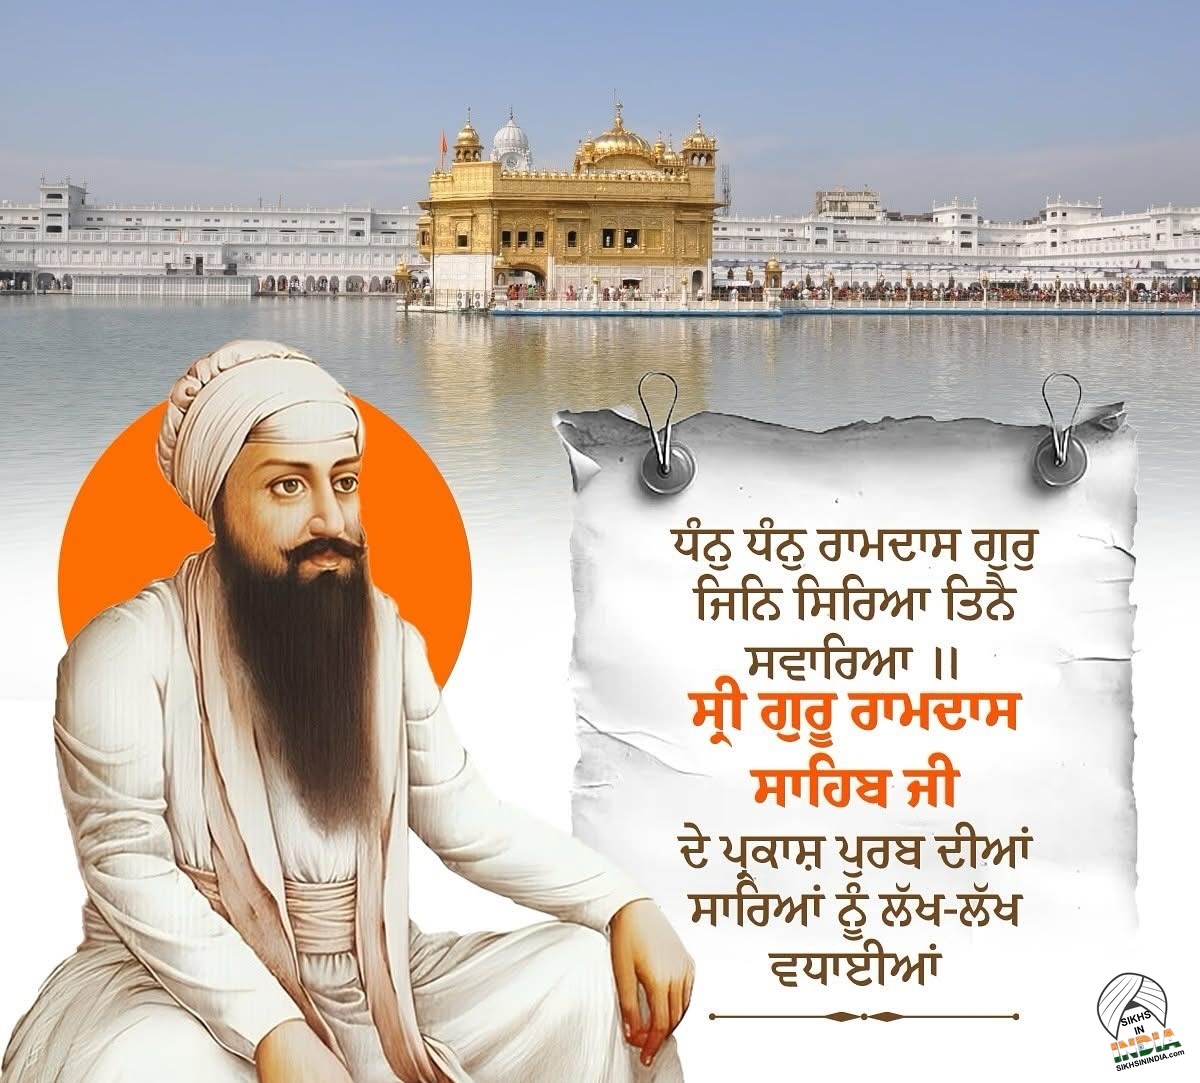 ਧੰਨੁ ਧੰਨੁ ਰਾਮਦਾਸ ਗੁਰੁ
ਜਿਨਿ ਸਿਰਿਆ ਤਿਨੈ
ਸਵਾਰਿਆ ॥
ਸ੍ਰੀ ਗੁਰੂ ਰਾਮਦਾਸ
ਸਾਹਿਬ ਜੀ
ਦੇ ਪ੍ਰਕਾਸ਼ ਪੁਰਬ ਦੀਆਂ
ਸਾਰਿਆਂ ਨੂੰ ਲੱਖ-ਲੱਖ
ਵਧਾਈਆਂ
SIKHS
IN
INDIA
SIKHSININDIA.com